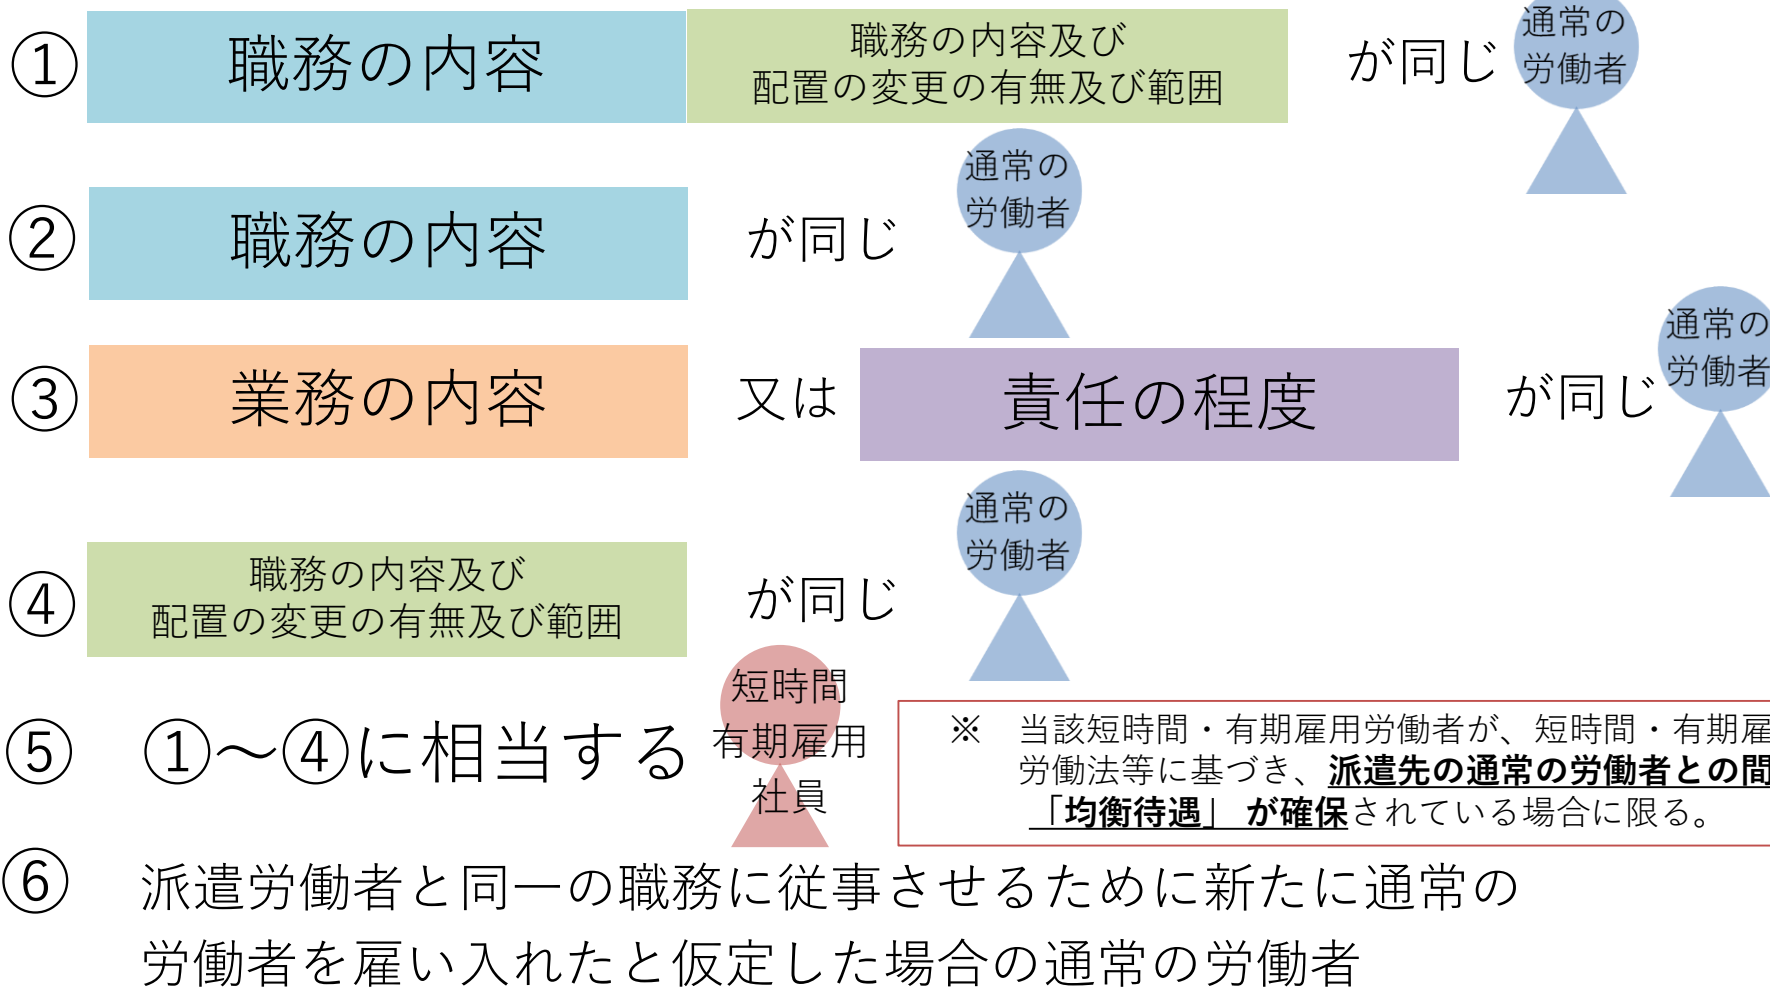 ① 職務の内容 職務の内容及び
配置の変更の有無及び範囲 が同じ 通常の
労働者
② 職務の内容 が同じ 通常の
労働者
③ 業務の内容 又は 責任の程度 が同じ 通常の
労働者
④ 職務の内容及び
配置の変更の有無及び範囲 が同じ 通常の
労働者
⑤ ①～④に相当する 短時間
有期雇用
社員
※ 当該短時間・有期雇用労働者が、短時間・有期雇
労働法等に基づき、派遣先の通常の労働者との間
「均衡待遇」 が確保されている場合に限る。
⑥ 派遣労働者と同一の職務に従事させるために新たに通常の
労働者を雇い入れたと仮定した場合の通常の労働者